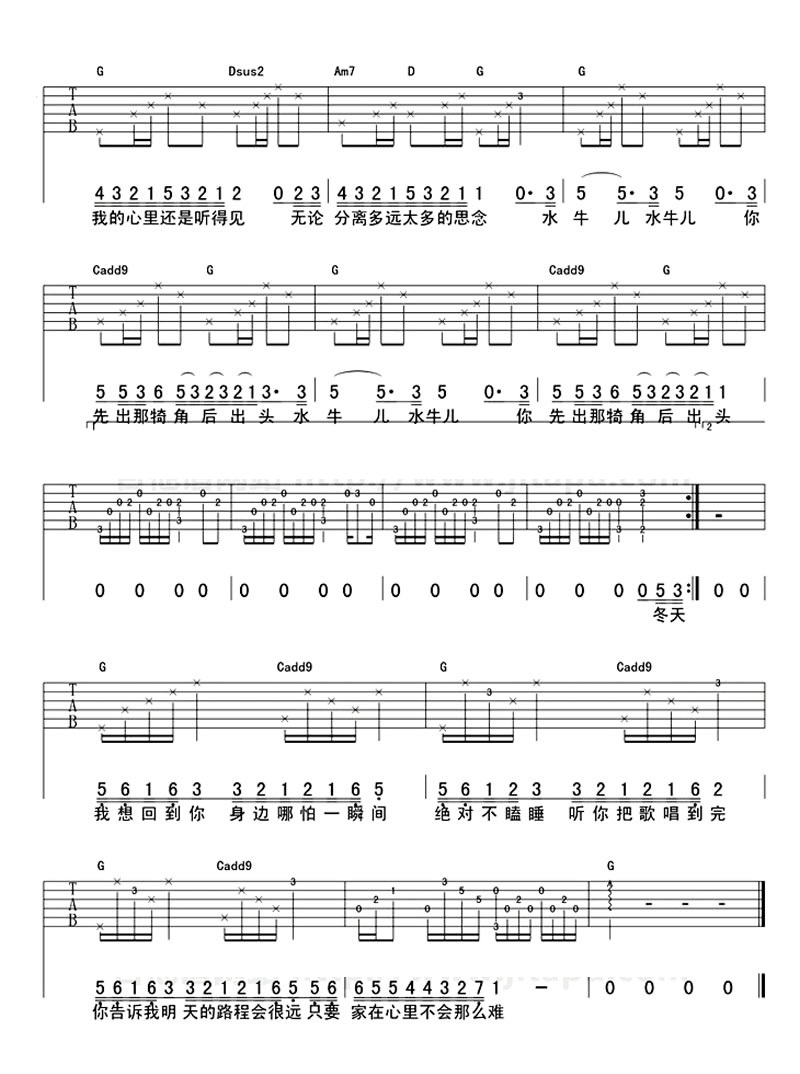 G Dsus2 Am7 D G G
T A B 3
4 3 2 1 5 3 2 1 2 0 2 3 4 3 2 1 5 3 2 1 1 0· 3 5 5· 3 5 0· 3
我的心里还是听得见 无论 分离多远太多的思念 水 牛 儿 水牛儿 你
Cadd9 G G Cadd9 G
T A B
5 5 3 6 5 3 2 3 2 1 3· 3 5 5· 3 5 0· 3 5 5 3 6 5 3 2 3 2 1 1
先 出那犄 角 后 出 头 水 牛 儿 水牛儿 你 先 出那犄 角 后 出 头
1 2
T A B
0 0 0 0 0 0 0 0 0 0 0 0 0 0 0 0 5 3 0 0
冬天
G Cadd9 G Cadd9
T A B 3 3
5 6 1 6 3 3 2 1 2 1 6 5 5 6 1 2 3 3 2 1 2 1 6 2
我 想 回 到 你 身 边 哪 怕 一 瞬 间 绝 对 不 瞌 睡 听 你 把 歌 唱 到 完
G Cadd9 G
T A B
5 6 1 6 3 3 2 1 2 1 6 5 5 6 6 5 5 4 4 3 2 7 1 – 0 0 0 0
你告诉我明 天的路程会很远 只要 家在心里不会那么难